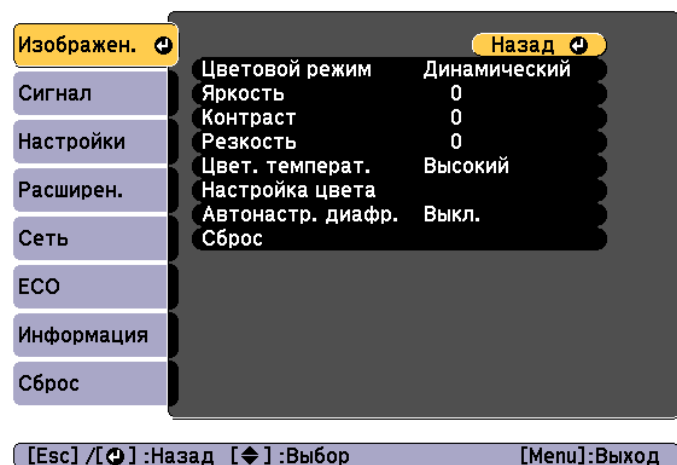 Изображен.
Сигнал
Настройки
Расширен.
Сеть
ECO
Информация
Сброс
Назад
Цветовой режим Динамический
Яркость 0
Контраст 0
Резкость 0
Цвет. температ. Высокий
Настройка цвета
Автонастр. диафр. Выкл.
Сброс
[Esc] /[ ] :Назад [ ] :Выбор [Menu]:Выход